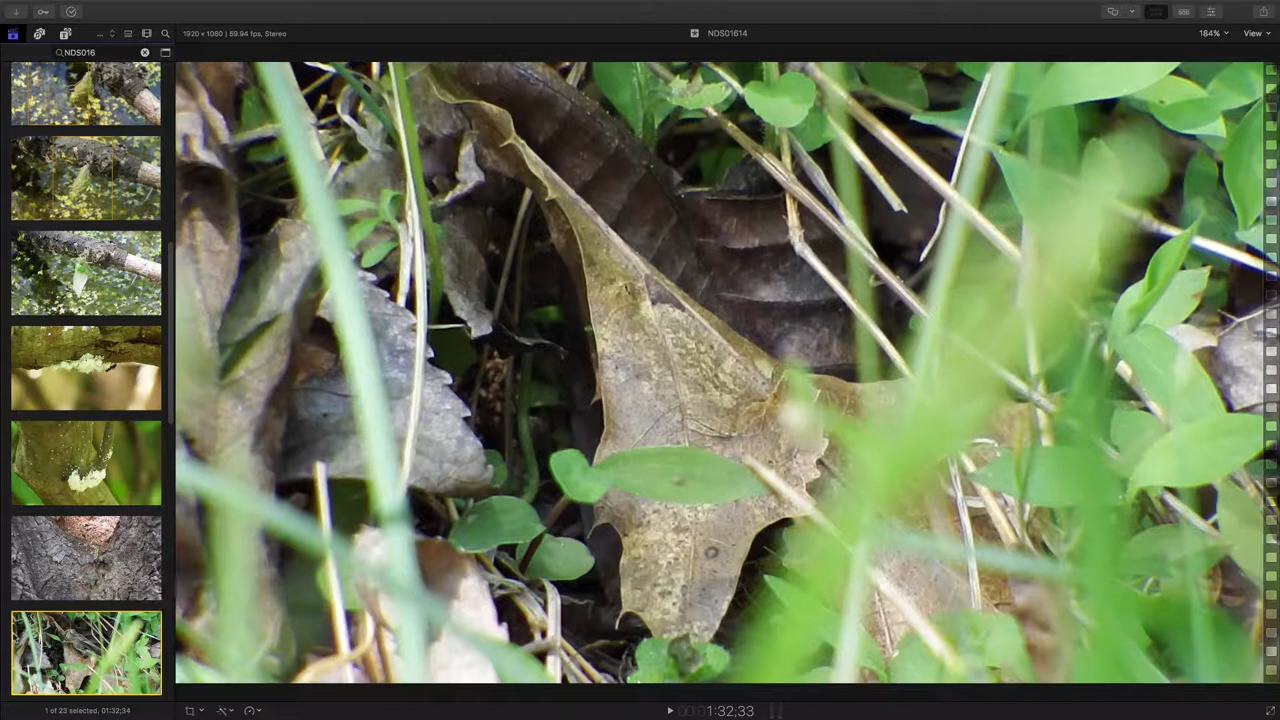 1920 x 1080 | 59.94 fps, Stereo
NDS01614
184%
View
NDS016
1 of 23 selected, 01:32;34
1:32;33